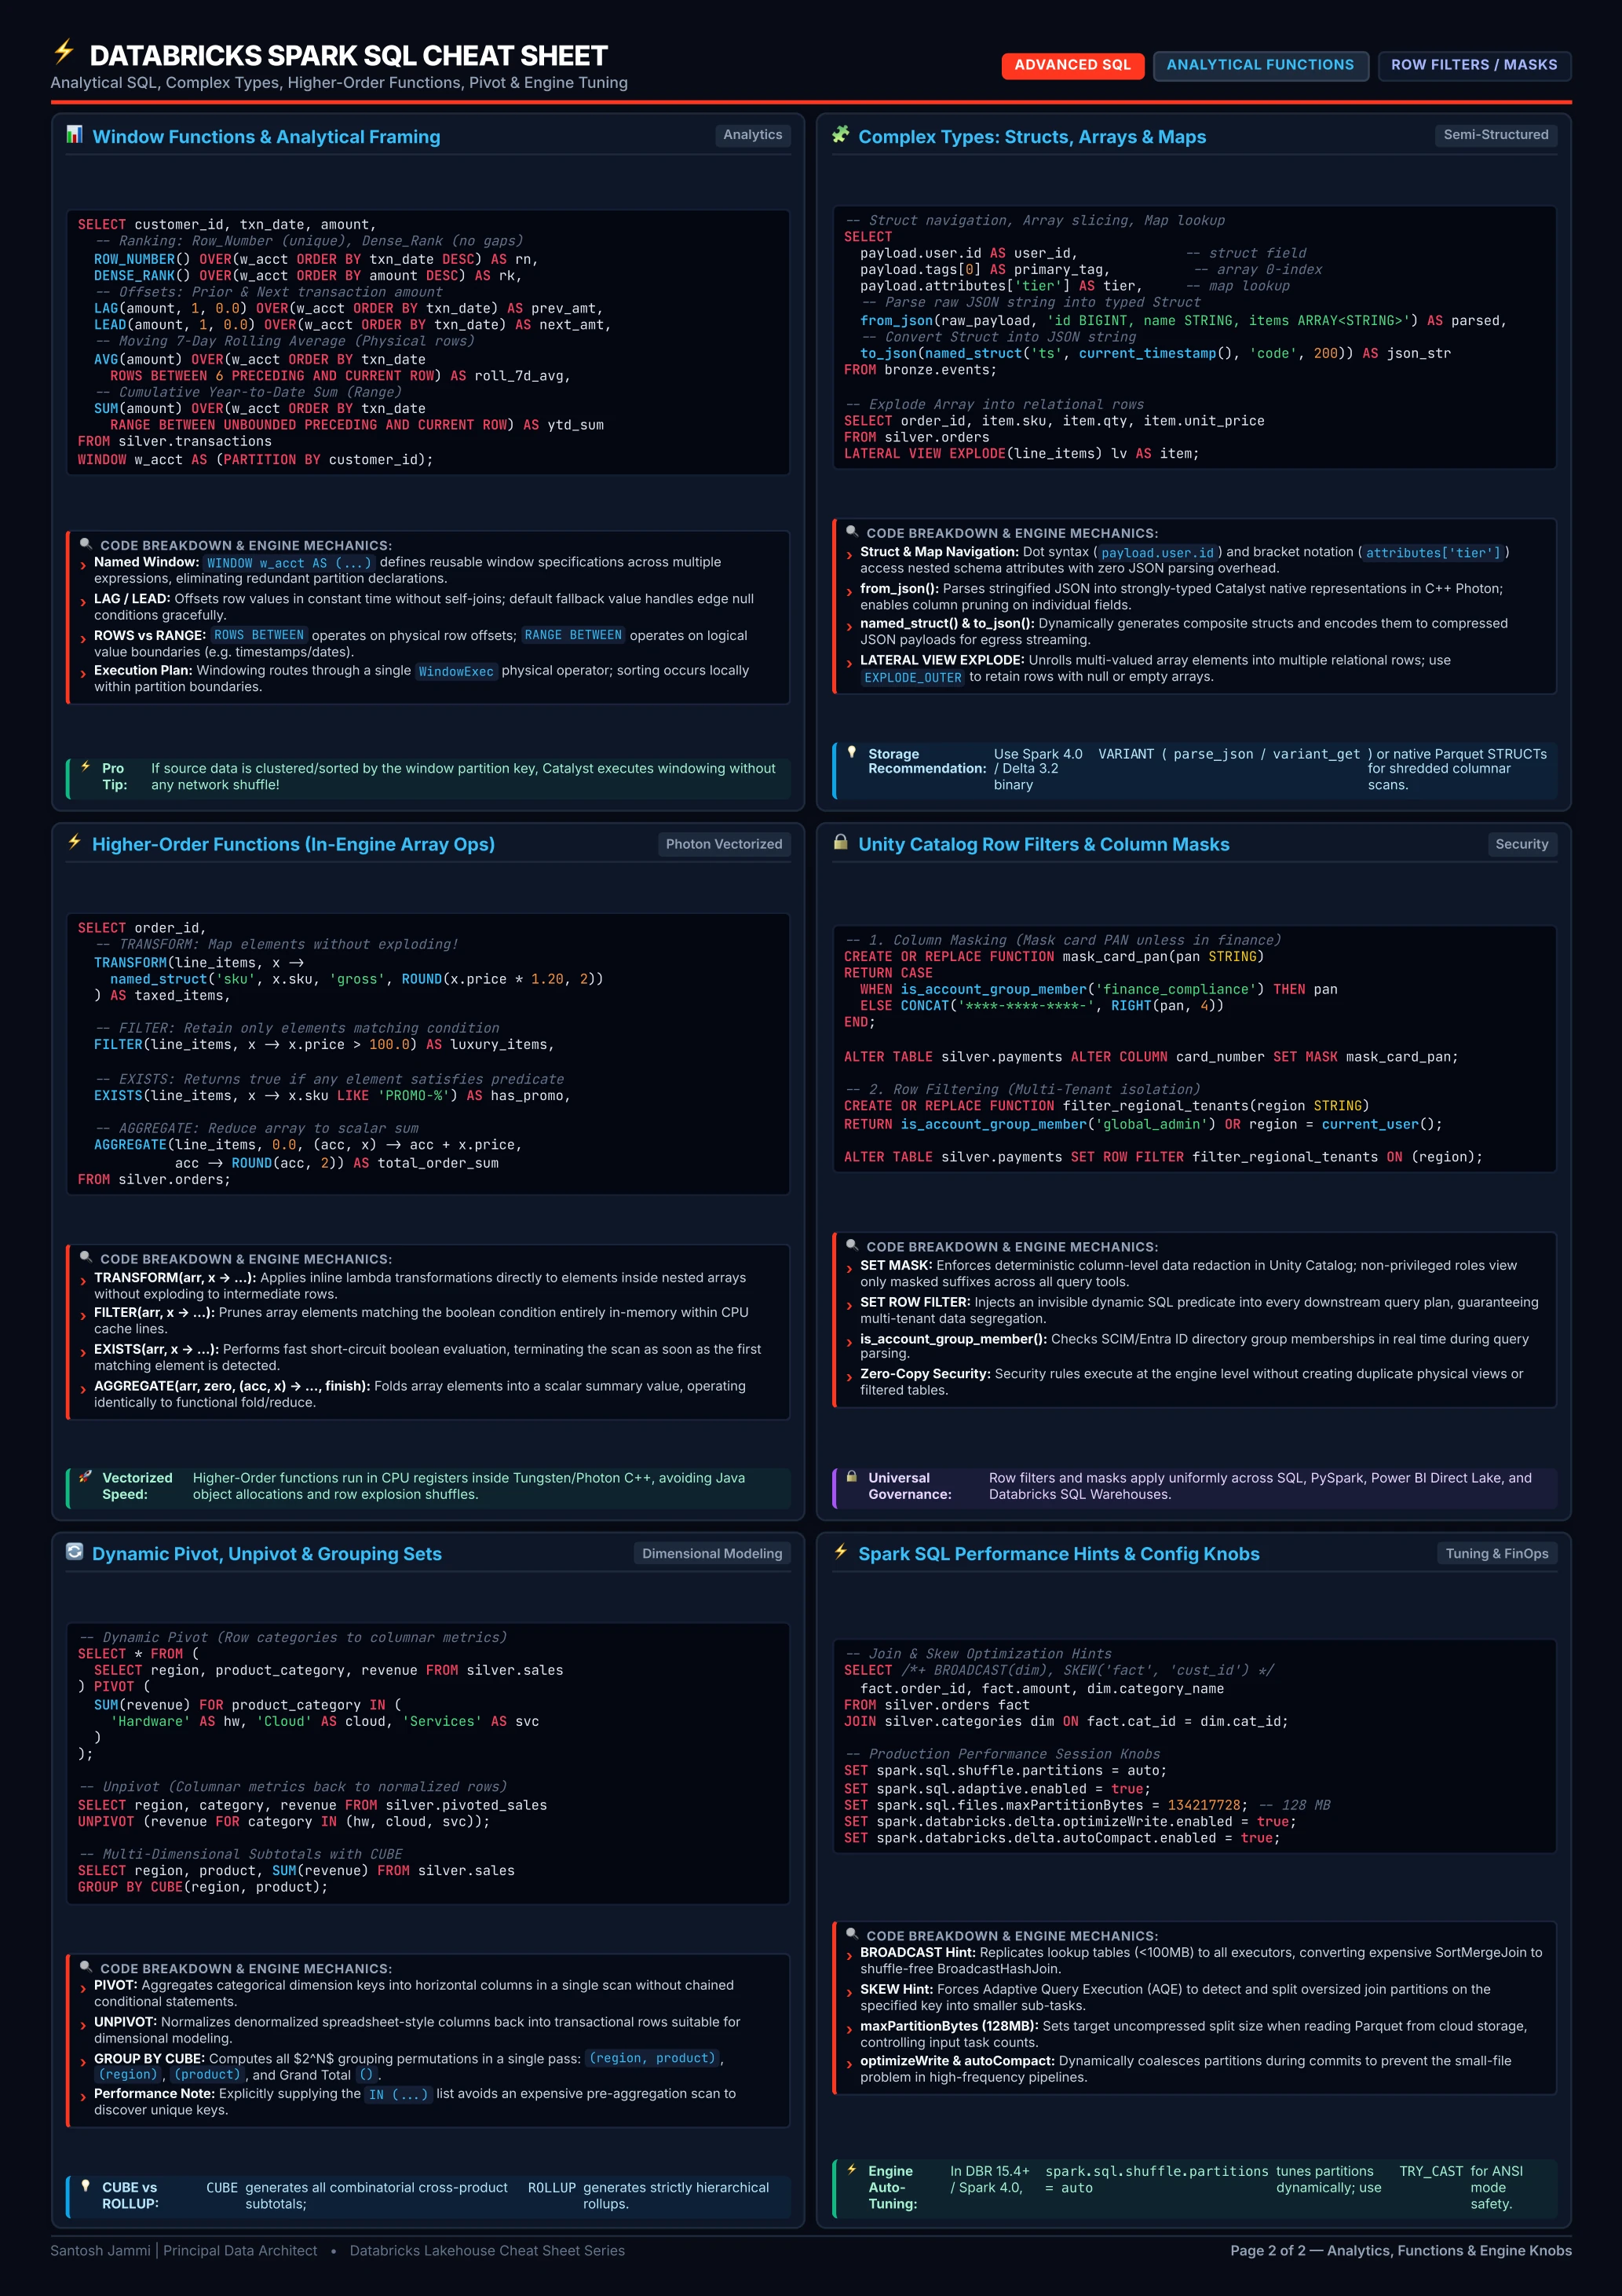 ⚡ DATABRICKS SPARK SQL CHEAT SHEET
Analytical SQL, Complex Types, Higher-Order Functions, Pivot & Engine Tuning
ADVANCED SQL
ANALYTICAL FUNCTIONS
ROW FILTERS / MASKS
📊 Window Functions & Analytical Framing
Analytics
SELECT customer_id, txn_date, amount,
  -- Ranking: Row_Number (unique), Dense_Rank (no gaps)
  ROW_NUMBER() OVER(w_acct ORDER BY txn_date DESC) AS rn,
  DENSE_RANK() OVER(w_acct ORDER BY amount DESC) AS rk,
  -- Offsets: Prior & Next transaction amount
  LAG(amount, 1, 0.0) OVER(w_acct ORDER BY txn_date) AS prev_amt,
  LEAD(amount, 1, 0.0) OVER(w_acct ORDER BY txn_date) AS next_amt,
  -- Moving 7-Day Rolling Average (Physical rows)
  AVG(amount) OVER(w_acct ORDER BY txn_date
    ROWS BETWEEN 6 PRECEDING AND CURRENT ROW) AS roll_7d_avg,
  -- Cumulative Year-to-Date Sum (Range)
  SUM(amount) OVER(w_acct ORDER BY txn_date
    RANGE BETWEEN UNBOUNDED PRECEDING AND CURRENT ROW) AS ytd_sum
FROM silver.transactions
WINDOW w_acct AS (PARTITION BY customer_id);
🔍 CODE BREAKDOWN & ENGINE MECHANICS:
› Named Window: WINDOW w_acct AS (...) defines reusable window specifications across multiple
expressions, eliminating redundant partition declarations.
› LAG / LEAD: Offsets row values in constant time without self-joins; default fallback value handles edge null
conditions gracefully.
› ROWS vs RANGE: ROWS BETWEEN operates on physical row offsets; RANGE BETWEEN operates on logical
value boundaries (e.g. timestamps/dates).
› Execution Plan: Windowing routes through a single WindowExec physical operator; sorting occurs locally
within partition boundaries.
⚡ Pro Tip: If source data is clustered/sorted by the window partition key, Catalyst executes windowing without
any network shuffle!
🧩 Complex Types: Structs, Arrays & Maps
Semi-Structured
-- Struct navigation, Array slicing, Map lookup
SELECT
  payload.user.id AS user_id,             -- struct field
  payload.tags[0] AS primary_tag,          -- array 0-index
  payload.attributes['tier'] AS tier,     -- map lookup
  -- Parse raw JSON string into typed Struct
  from_json(raw_payload, 'id BIGINT, name STRING, items ARRAY<STRING>') AS parsed,
  -- Convert Struct into JSON string
  to_json(named_struct('ts', current_timestamp(), 'code', 200)) AS json_str
FROM bronze.events;
-- Explode Array into relational rows
SELECT order_id, item.sku, item.qty, item.unit_price
FROM silver.orders
LATERAL VIEW EXPLODE(line_items) lv AS item;
🔍 CODE BREAKDOWN & ENGINE MECHANICS:
› Struct & Map Navigation: Dot syntax ( payload.user.id ) and bracket notation ( attributes['tier'] )
access nested schema attributes with zero JSON parsing overhead.
› from_json(): Parses stringified JSON into strongly-typed Catalyst native representations in C++ Photon;
enables column pruning on individual fields.
› named_struct() & to_json(): Dynamically generates composite structs and encodes them to compressed
JSON payloads for egress streaming.
› LATERAL VIEW EXPLODE: Unrolls multi-valued array elements into multiple relational rows; use
EXPLODE_OUTER to retain rows with null or empty arrays.
💡 Storage Recommendation: Use Spark 4.0 / Delta 3.2 binary VARIANT ( parse_json / variant_get ) or native Parquet STRUCTs for shredded columnar scans.
⚡ Higher-Order Functions (In-Engine Array Ops)
Photon Vectorized
SELECT order_id,
  -- TRANSFORM: Map elements without exploding!
  TRANSFORM(line_items, x ->
    named_struct('sku', x.sku, 'gross', ROUND(x.price * 1.20, 2))
  ) AS taxed_items,
  -- FILTER: Retain only elements matching condition
  FILTER(line_items, x -> x.price > 100.0) AS luxury_items,
  -- EXISTS: Returns true if any element satisfies predicate
  EXISTS(line_items, x -> x.sku LIKE 'PROMO-%') AS has_promo,
  -- AGGREGATE: Reduce array to scalar sum
  AGGREGATE(line_items, 0.0, (acc, x) -> acc + x.price,
            acc -> ROUND(acc, 2)) AS total_order_sum
FROM silver.orders;
🔍 CODE BREAKDOWN & ENGINE MECHANICS:
› TRANSFORM(arr, x → ...): Applies inline lambda transformations directly to elements inside nested arrays
without exploding to intermediate rows.
› FILTER(arr, x → ...): Prunes array elements matching the boolean condition entirely in-memory within CPU
cache lines.
› EXISTS(arr, x → ...): Performs fast short-circuit boolean evaluation, terminating the scan as soon as the first
matching element is detected.
› AGGREGATE(arr, zero, (acc, x) → ..., finish): Folds array elements into a scalar summary value, operating
identically to functional fold/reduce.
🚀 Vectorized Speed: Higher-Order functions run in CPU registers inside Tungsten/Photon C++, avoiding Java
object allocations and row explosion shuffles.
🔒 Unity Catalog Row Filters & Column Masks
Security
-- 1. Column Masking (Mask card PAN unless in finance)
CREATE OR REPLACE FUNCTION mask_card_pan(pan STRING)
RETURN CASE
  WHEN is_account_group_member('finance_compliance') THEN pan
  ELSE CONCAT('****-****-****-', RIGHT(pan, 4))
END;
ALTER TABLE silver.payments ALTER COLUMN card_number SET MASK mask_card_pan;
-- 2. Row Filtering (Multi-Tenant isolation)
CREATE OR REPLACE FUNCTION filter_regional_tenants(region STRING)
RETURN is_account_group_member('global_admin') OR region = current_user();
ALTER TABLE silver.payments SET ROW FILTER filter_regional_tenants ON (region);
🔍 CODE BREAKDOWN & ENGINE MECHANICS:
› SET MASK: Enforces deterministic column-level data redaction in Unity Catalog; non-privileged roles view
only masked suffixes across all query tools.
› SET ROW FILTER: Injects an invisible dynamic SQL predicate into every downstream query plan, guaranteeing
multi-tenant data segregation.
› is_account_group_member(): Checks SCIM/Entra ID directory group memberships in real time during query
parsing.
› Zero-Copy Security: Security rules execute at the engine level without creating duplicate physical views or
filtered tables.
🔒 Universal Governance: Row filters and masks apply uniformly across SQL, PySpark, Power BI Direct Lake, and
Databricks SQL Warehouses.
🔄 Dynamic Pivot, Unpivot & Grouping Sets
Dimensional Modeling
-- Dynamic Pivot (Row categories to columnar metrics)
SELECT * FROM (
  SELECT region, product_category, revenue FROM silver.sales
) PIVOT (
  SUM(revenue) FOR product_category IN (
    'Hardware' AS hw, 'Cloud' AS cloud, 'Services' AS svc
  )
);
-- Unpivot (Columnar metrics back to normalized rows)
SELECT region, category, revenue FROM silver.pivoted_sales
UNPIVOT (revenue FOR category IN (hw, cloud, svc));
-- Multi-Dimensional Subtotals with CUBE
SELECT region, product, SUM(revenue) FROM silver.sales
GROUP BY CUBE(region, product);
🔍 CODE BREAKDOWN & ENGINE MECHANICS:
› PIVOT: Aggregates categorical dimension keys into horizontal columns in a single scan without chained
conditional statements.
› UNPIVOT: Normalizes denormalized spreadsheet-style columns back into transactional rows suitable for
dimensional modeling.
› GROUP BY CUBE: Computes all $2^N$ grouping permutations in a single pass: (region, product) ,
(region) , (product) , and Grand Total () .
› Performance Note: Explicitly supplying the IN (...) list avoids an expensive pre-aggregation scan to
discover unique keys.
💡 CUBE vs ROLLUP: CUBE generates all combinatorial cross-product subtotals; ROLLUP generates strictly hierarchical rollups.
⚡ Spark SQL Performance Hints & Config Knobs
Tuning & FinOps
-- Join & Skew Optimization Hints
SELECT /*+ BROADCAST(dim), SKEW('fact', 'cust_id') */
  fact.order_id, fact.amount, dim.category_name
FROM silver.orders fact
JOIN silver.categories dim ON fact.cat_id = dim.cat_id;
-- Production Performance Session Knobs
SET spark.sql.shuffle.partitions = auto;
SET spark.sql.adaptive.enabled = true;
SET spark.sql.files.maxPartitionBytes = 134217728; -- 128 MB
SET spark.databricks.delta.optimizeWrite.enabled = true;
SET spark.databricks.delta.autoCompact.enabled = true;
🔍 CODE BREAKDOWN & ENGINE MECHANICS:
› BROADCAST Hint: Replicates lookup tables (<100MB) to all executors, converting expensive SortMergeJoin to
shuffle-free BroadcastHashJoin.
› SKEW Hint: Forces Adaptive Query Execution (AQE) to detect and split oversized join partitions on the
specified key into smaller sub-tasks.
› maxPartitionBytes (128MB): Sets target uncompressed split size when reading Parquet from cloud storage,
controlling input task counts.
› optimizeWrite & autoCompact: Dynamically coalesces partitions during commits to prevent the small-file
problem in high-frequency pipelines.
⚡ Engine Auto-Tuning: In DBR 15.4+ / Spark 4.0, spark.sql.shuffle.partitions = auto tunes partitions dynamically; use TRY_CAST for ANSI mode safety.
Santosh Jammi | Principal Data Architect • Databricks Lakehouse Cheat Sheet Series
Page 2 of 2 — Analytics, Functions & Engine Knobs